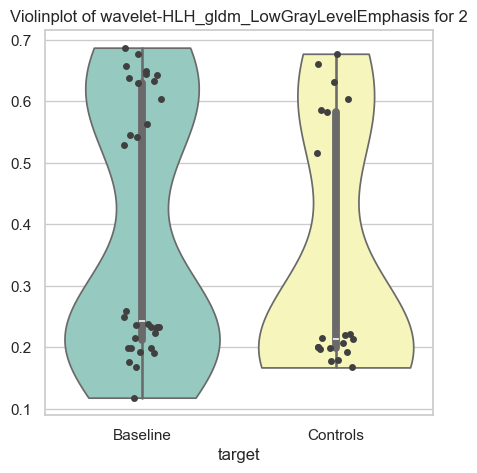 Violinplot of wavelet-HLH_gldm_LowGrayLevelEmphasis for 2
0.7
0.6
0.5
0.4
0.3
0.2
0.1
Baseline Controls
target